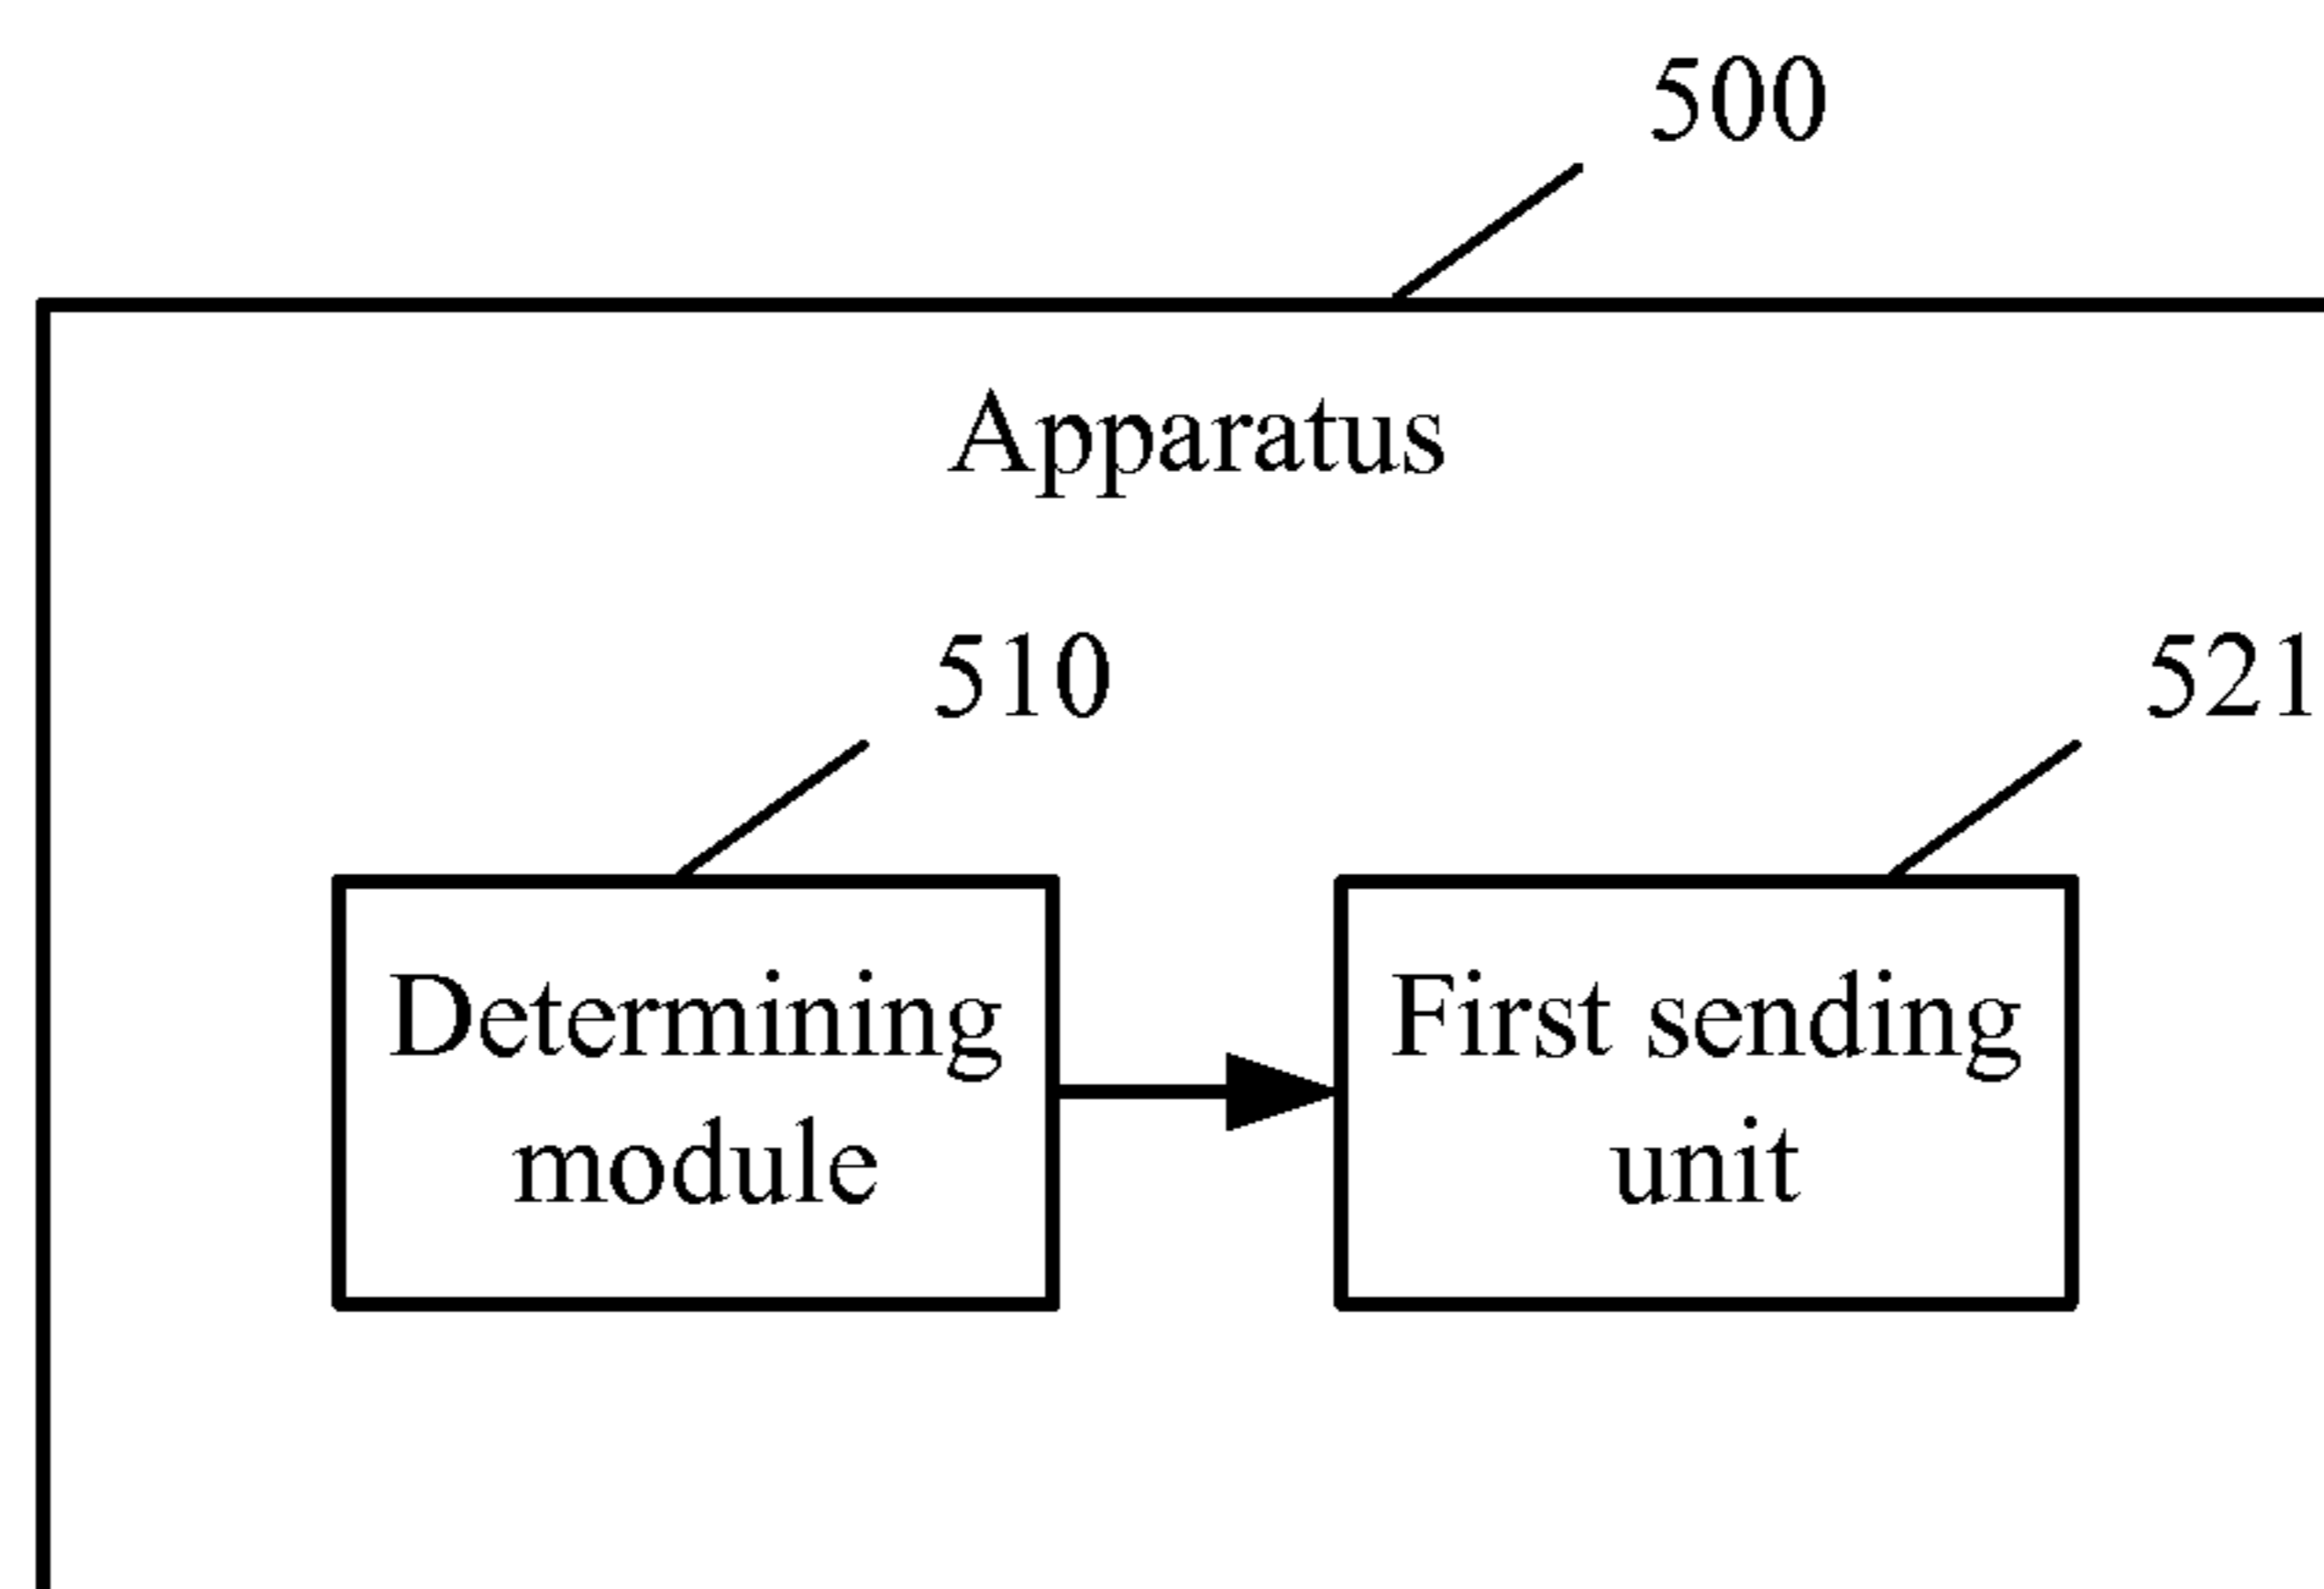 500
Apparatus
510
521
Determining
module
First sending
unit